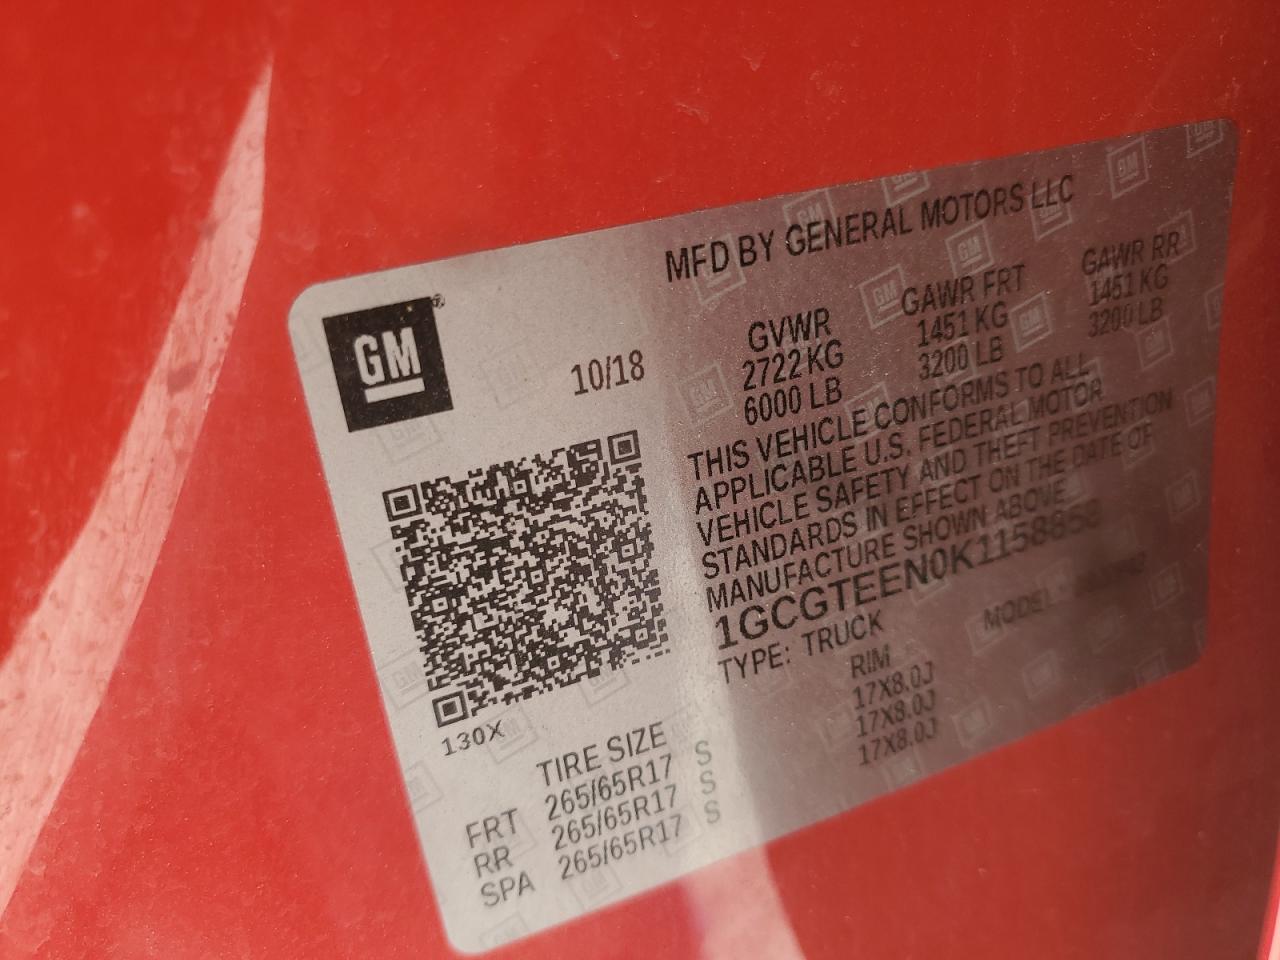 MFD BY GENERAL MOTORS LLC
GM
10/18
GVWR GAWR FRT GAWR RR
2722 KG 1451 KG 1451 KG
6000 LB 3200 LB 3200 LB
THIS VEHICLE CONFORMS TO ALL
APPLICABLE U.S. FEDERAL MOTOR
VEHICLE SAFETY AND THEFT PREVENTION
STANDARDS IN EFFECT ON THE DATE OF
MANUFACTURE SHOWN ABOVE
1GCGTEEN0K1158858
TYPE: TRUCK MODEL:
130X
TIRE SIZE RIM
FRT 265/65R17 S 17X8.0J
RR 265/65R17 S 17X8.0J
SPA 265/65R17 S 17X8.0J